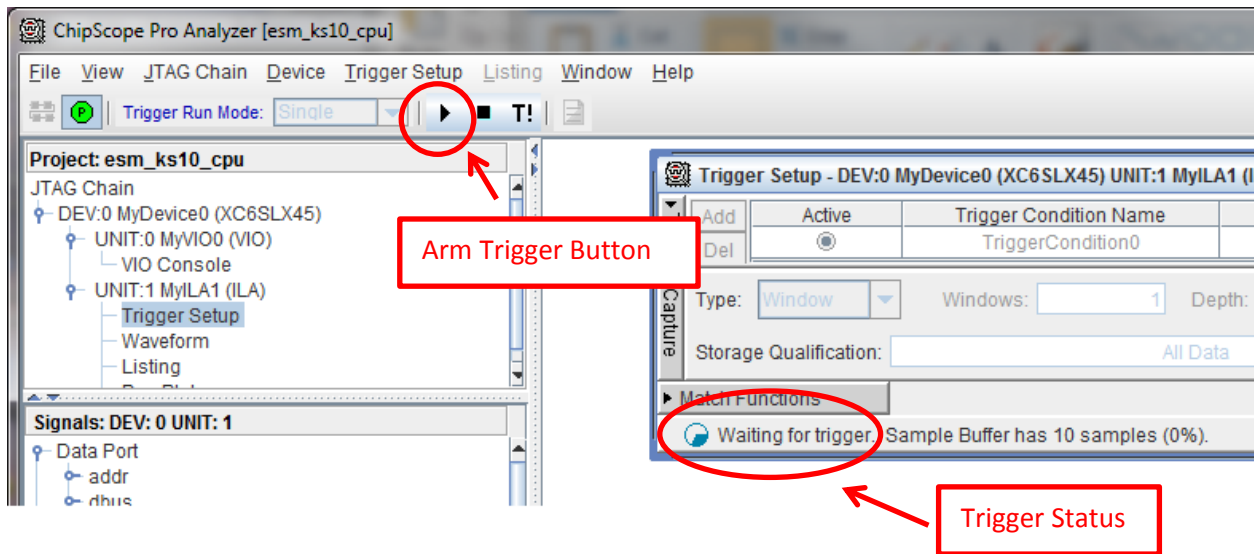 ChipScope Pro Analyzer [esm_ks10_cpu]
File View JTAG Chain Device Trigger Setup Listing Window Help
P Trigger Run Mode: Single T!
Project: esm_ks10_cpu
JTAG Chain
DEV:0 MyDevice0 (XC6SLX45)
UNIT:0 MyVIO0 (VIO)
VIO Console
UNIT:1 MyILA1 (ILA)
Trigger Setup
Waveform
Listing
Signals: DEV: 0 UNIT: 1
Data Port
addr
dbus
Arm Trigger Button
Trigger Setup - DEV:0 MyDevice0 (XC6SLX45) UNIT:1 MyILA1 (I
Add Active Trigger Condition Name
Del TriggerCondition0
Capture
Type: Window Windows: 1 Depth:
Storage Qualification: All Data
Match Functions
Waiting for trigger. Sample Buffer has 10 samples (0%).
Trigger Status